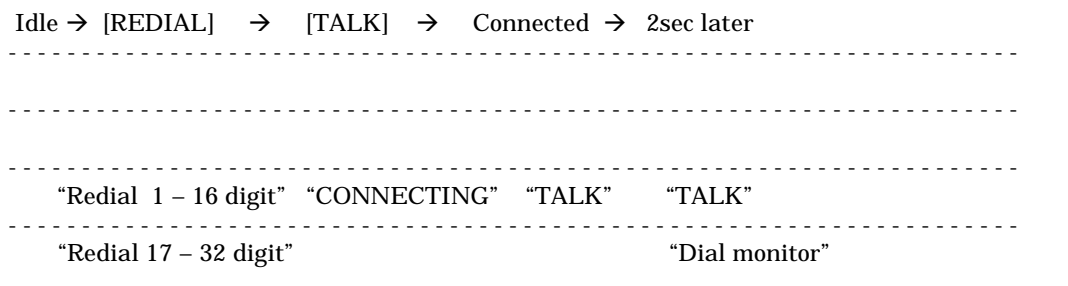 Idle → [REDIAL] → [TALK] → Connected → 2sec later
- - - - - - - - - - - - - - - - - - - - - - - - - - - - - - - - - - - - - - - - - - - - - - - - - - - - - - - - - - - - - - - - - - - - -
- - - - - - - - - - - - - - - - - - - - - - - - - - - - - - - - - - - - - - - - - - - - - - - - - - - - - - - - - - - - - - - - - - - - -
- - - - - - - - - - - - - - - - - - - - - - - - - - - - - - - - - - - - - - - - - - - - - - - - - - - - - - - - - - - - - - - - - - - - -
“Redial 1 – 16 digit” “CONNECTING” “TALK” “TALK”
- - - - - - - - - - - - - - - - - - - - - - - - - - - - - - - - - - - - - - - - - - - - - - - - - - - - - - - - - - - - - - - - - - - - -
“Redial 17 – 32 digit” “Dial monitor”